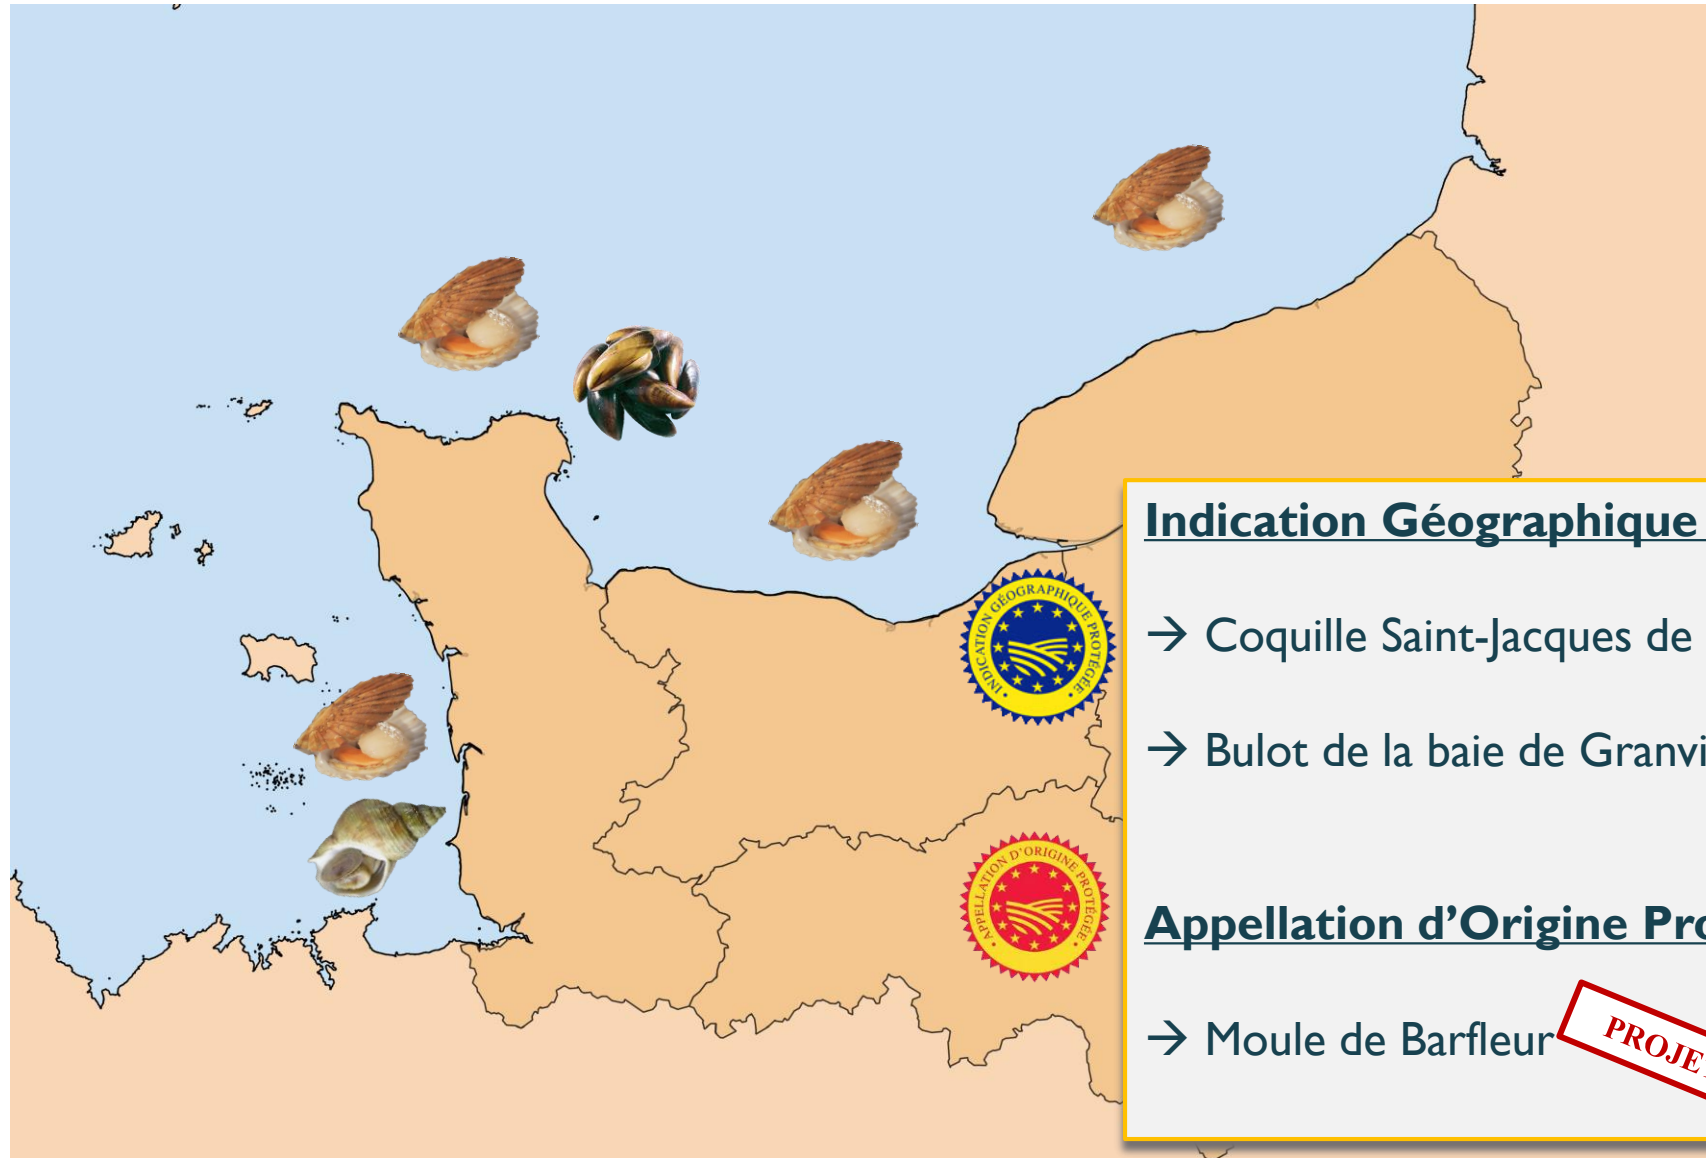 Indication Géographique
→ Coquille Saint-Jacques de
→ Bulot de la baie de Granvi
Appellation d’Origine Pro
→ Moule de Barfleur
PROJE
• INDICATION GÉOGRAPHIQUE PROTÉGÉE •
• APPELLATION D’ORIGINE PROTÉGÉE •